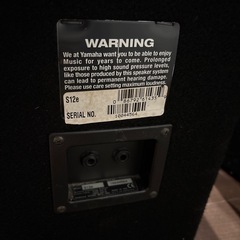 WARNING
We at Yamaha want you to be able to enjoy
Music for years to come. Prolonged
exposure to high sound pressure levels,
like those produced by this speaker system
can lead to permanent hearing damage.
Please use care setting maximum loudness.
S12e
SERIAL NO.